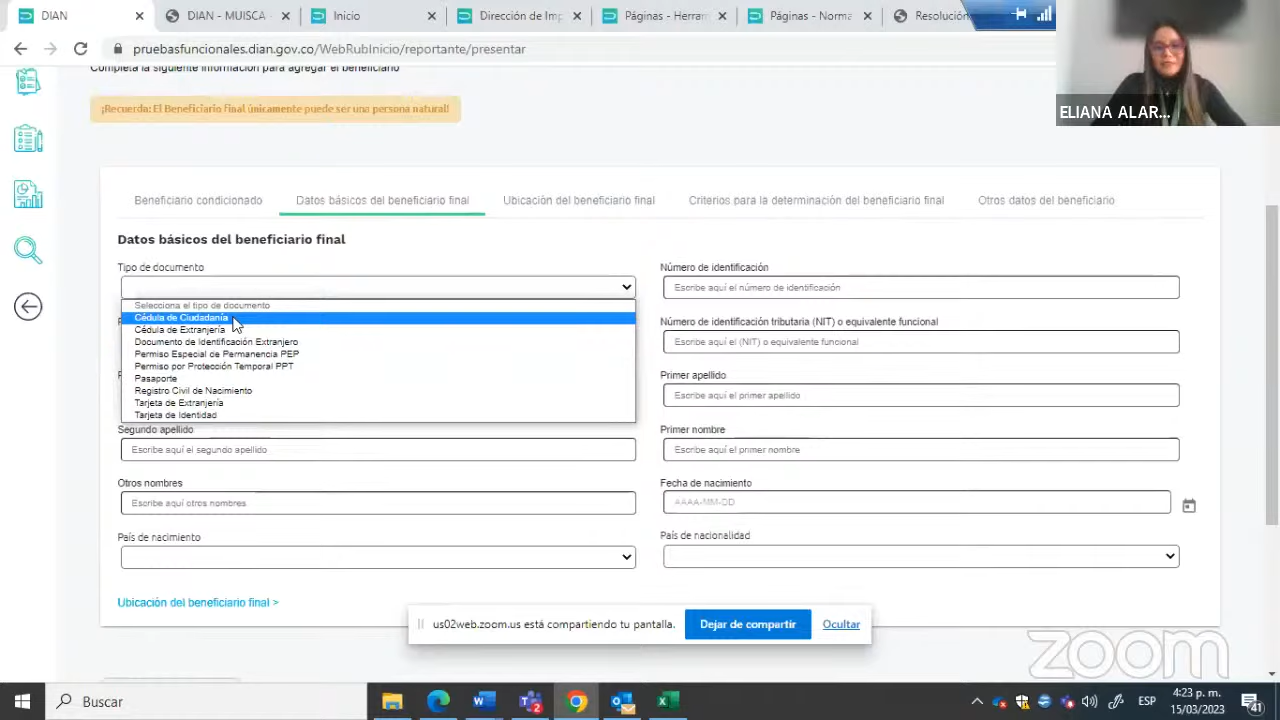 DIAN
DIAN - MUISCA -
Inicio
Dirección de Imp
Páginas - Herram
Páginas - Norma
Resolución
pruebasfuncionales.dian.gov.co/WebRubInicio/reportante/presentar
ELIANA ALAR...
Completa la siguiente información para agregar el beneficiario
¡Recuerda: El Beneficiario final únicamente puede ser una persona natural!
Beneficiario condicionado
Datos básicos del beneficiario final
Ubicación del beneficiario final
Criterios para la determinación del beneficiario final
Otros datos del beneficiario
Datos básicos del beneficiario final
Tipo de documento
Número de identificación
Escribe aquí el número de identificación
Selecciona el tipo de documento
Cédula de Ciudadanía
Cédula de Extranjería
Documento de Identificación Extranjero
Permiso Especial de Permanencia PEP
Permiso por Protección Temporal PPT
Pasaporte
Registro Civil de Nacimiento
Tarjeta de Extranjería
Tarjeta de Identidad
Número de identificación tributaria (NIT) o equivalente funcional
Escribe aquí el (NIT) o equivalente funcional
Primer apellido
Escribe aquí el primer apellido
Segundo apellido
Escribe aquí el segundo apellido
Primer nombre
Escribe aquí el primer nombre
Otros nombres
Escribe aquí otros nombres
Fecha de nacimiento
AAAA-MM-DD
País de nacimiento
País de nacionalidad
Ubicación del beneficiario final >
us02web.zoom.us está compartiendo tu pantalla.
Dejar de compartir
Ocultar
zoom
Buscar
ESP
4:23 p. m.
15/03/2023
41